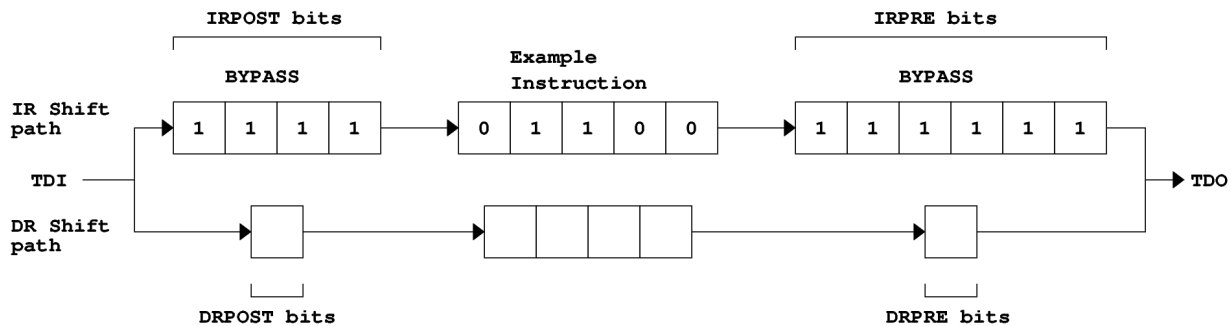 IRPOST bits
IRPRE bits
Example
Instruction
BYPASS
BYPASS
IR Shift
path
1 1 1 1
0 1 1 0 0
1 1 1 1 1 1
TDI
TDO
DR Shift
path
DRPOST bits
DRPRE bits